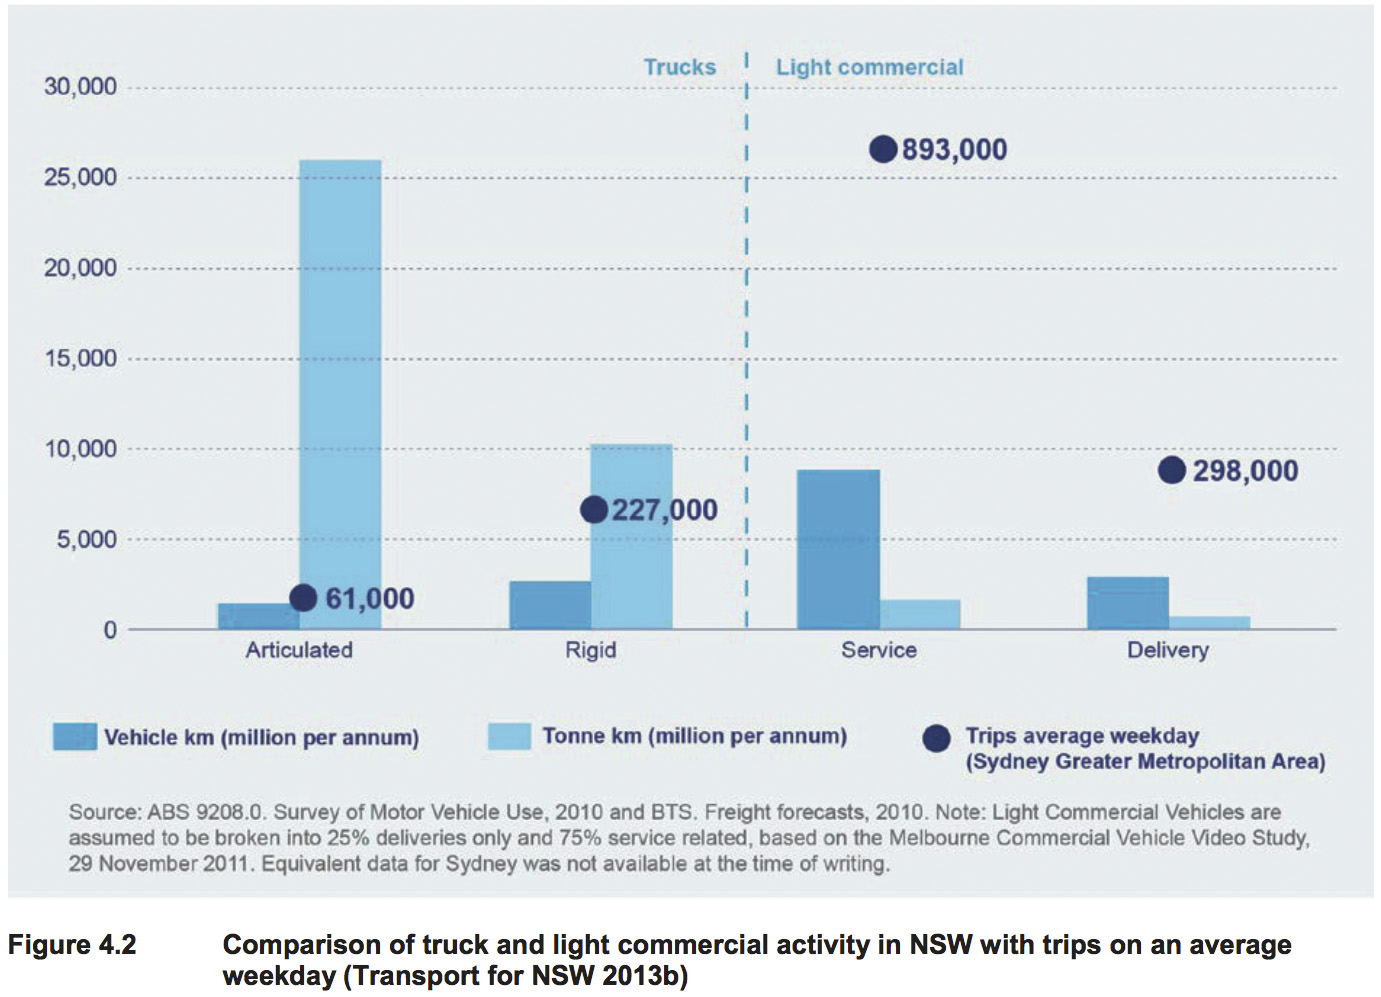 Trucks
Light commercial
30,000
25,000
20,000
15,000
10,000
5,000
0
893,000
298,000
227,000
61,000
Articulated
Rigid
Service
Delivery
Vehicle km (million per annum)
Tonne km (million per annum)
Trips average weekday
(Sydney Greater Metropolitan Area)
Source: ABS 9208.0. Survey of Motor Vehicle Use, 2010 and BTS. Freight forecasts, 2010. Note: Light Commercial Vehicles are
assumed to be broken into 25% deliveries only and 75% service related, based on the Melbourne Commercial Vehicle Video Study,
29 November 2011. Equivalent data for Sydney was not available at the time of writing.
Figure 4.2 Comparison of truck and light commercial activity in NSW with trips on an average
weekday (Transport for NSW 2013b)